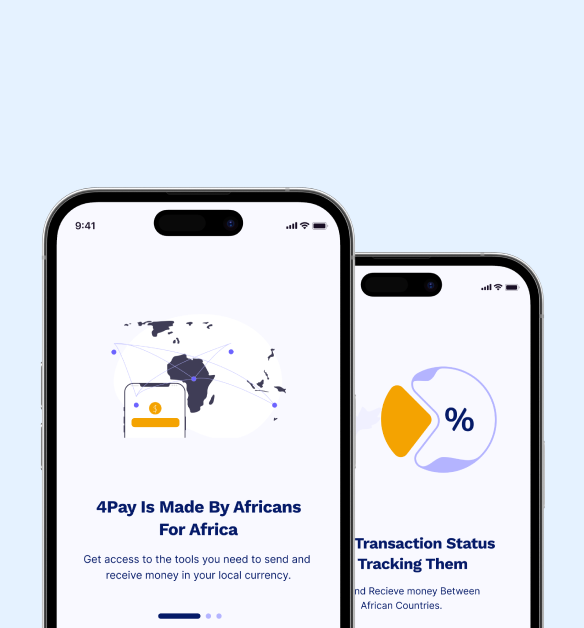 9:41
4Pay Is Made By Africans
For Africa
Get access to the tools you need to send and
receive money in your local currency.
%
Transaction Status
Tracking Them
Recieve money Between
African Countries.